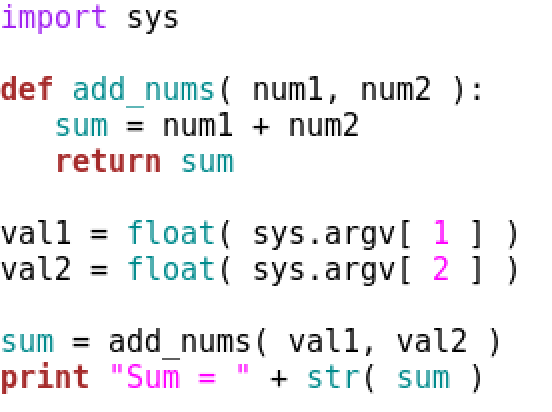 import sys

def add_nums( num1, num2 ):
   sum = num1 + num2
   return sum

val1 = float( sys.argv[ 1 ] )
val2 = float( sys.argv[ 2 ] )

sum = add_nums( val1, val2 )
print "Sum = " + str( sum )